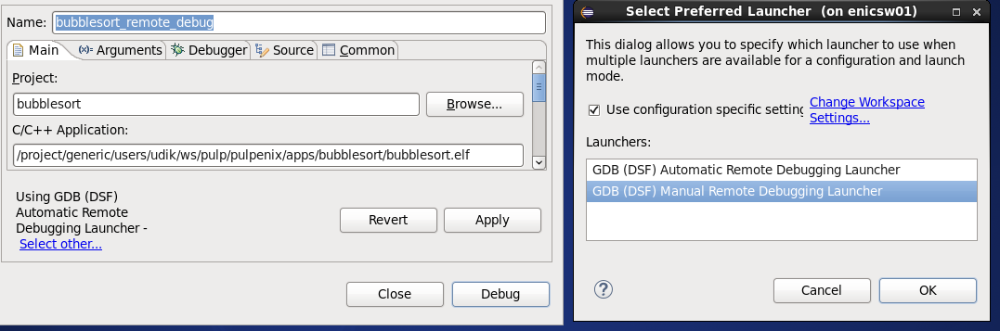 Name: bubblesort_remote_debug
Main (x)= Arguments Debugger Source Common
Project:
bubblesort
Browse...
C/C++ Application:
/project/generic/users/udik/ws/pulp/pulpenix/apps/bubblesort/bubblesort.elf
Using GDB (DSF)
Automatic Remote
Debugging Launcher -
Select other...
Revert Apply
Close Debug
Select Preferred Launcher (on enicsw01)
This dialog allows you to specify which launcher to use when
multiple launchers are available for a configuration and launch
mode.
Use configuration specific setting
Change Workspace
Settings...
Launchers:
GDB (DSF) Automatic Remote Debugging Launcher
GDB (DSF) Manual Remote Debugging Launcher
?
Cancel OK